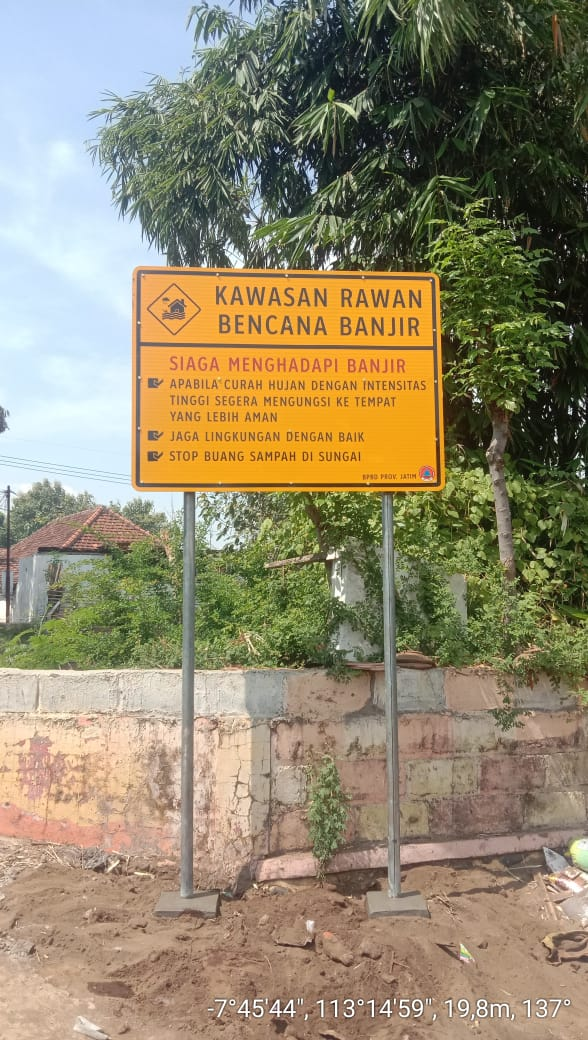 KAWASAN RAWAN
BENCANA BANJIR
SIAGA MENGHADAPI BANJIR
APABILA CURAH HUJAN DENGAN INTENSITAS
TINGGI SEGERA MENGUNGSI KE TEMPAT
YANG LEBIH AMAN
JAGA LINGKUNGAN DENGAN BAIK
STOP BUANG SAMPAH DI SUNGAI
BPBD PROV. JATIM
-7°45'44", 113°14'59", 19,8m, 137°